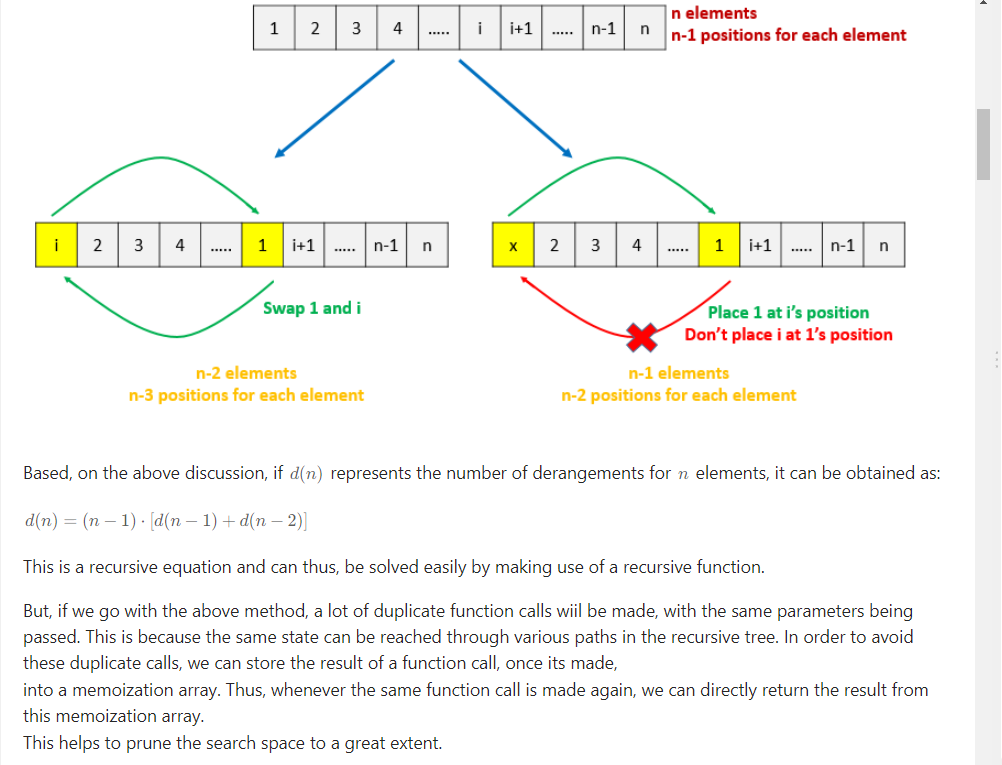 1 2 3 4 ..... i i+1 ..... n-1 n
n elements
n-1 positions for each element
i 2 3 4 ..... 1 i+1 ..... n-1 n
x 2 3 4 ..... 1 i+1 ..... n-1 n
Swap 1 and i
Place 1 at i's position
Don't place i at 1's position
n-2 elements
n-3 positions for each element
n-1 elements
n-2 positions for each element
Based, on the above discussion, if d(n) represents the number of derangements for n elements, it can be obtained as:
d(n) = (n − 1) · [d(n − 1) + d(n − 2)]
This is a recursive equation and can thus, be solved easily by making use of a recursive function.
But, if we go with the above method, a lot of duplicate function calls wiil be made, with the same parameters being
passed. This is because the same state can be reached through various paths in the recursive tree. In order to avoid
these duplicate calls, we can store the result of a function call, once its made,
into a memoization array. Thus, whenever the same function call is made again, we can directly return the result from
this memoization array.
This helps to prune the search space to a great extent.